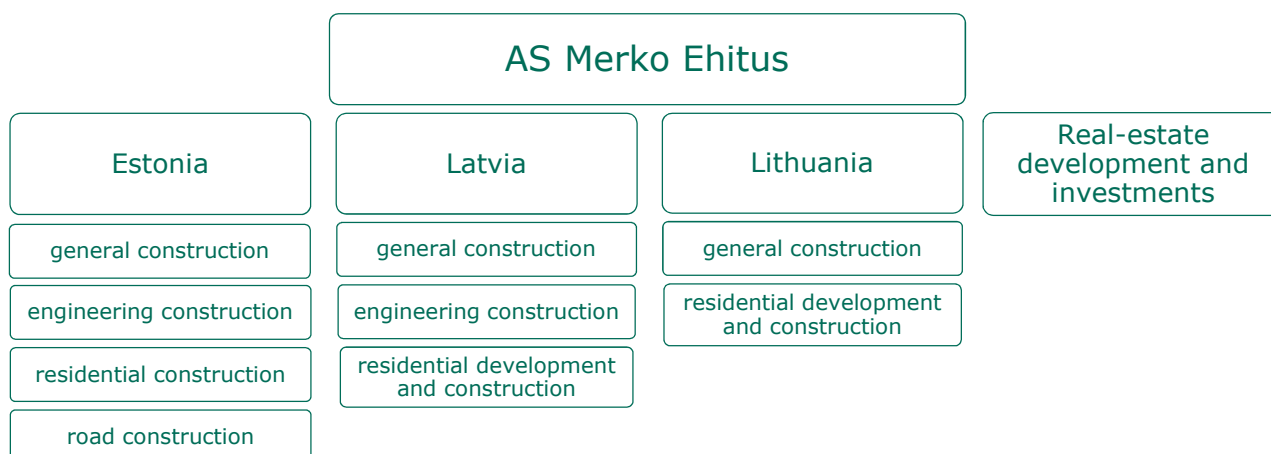 AS Merko Ehitus
Estonia
general construction
engineering construction
residential construction
road construction
Latvia
general construction
engineering construction
residential development
and construction
Lithuania
general construction
residential development
and construction
Real-estate
development and
investments